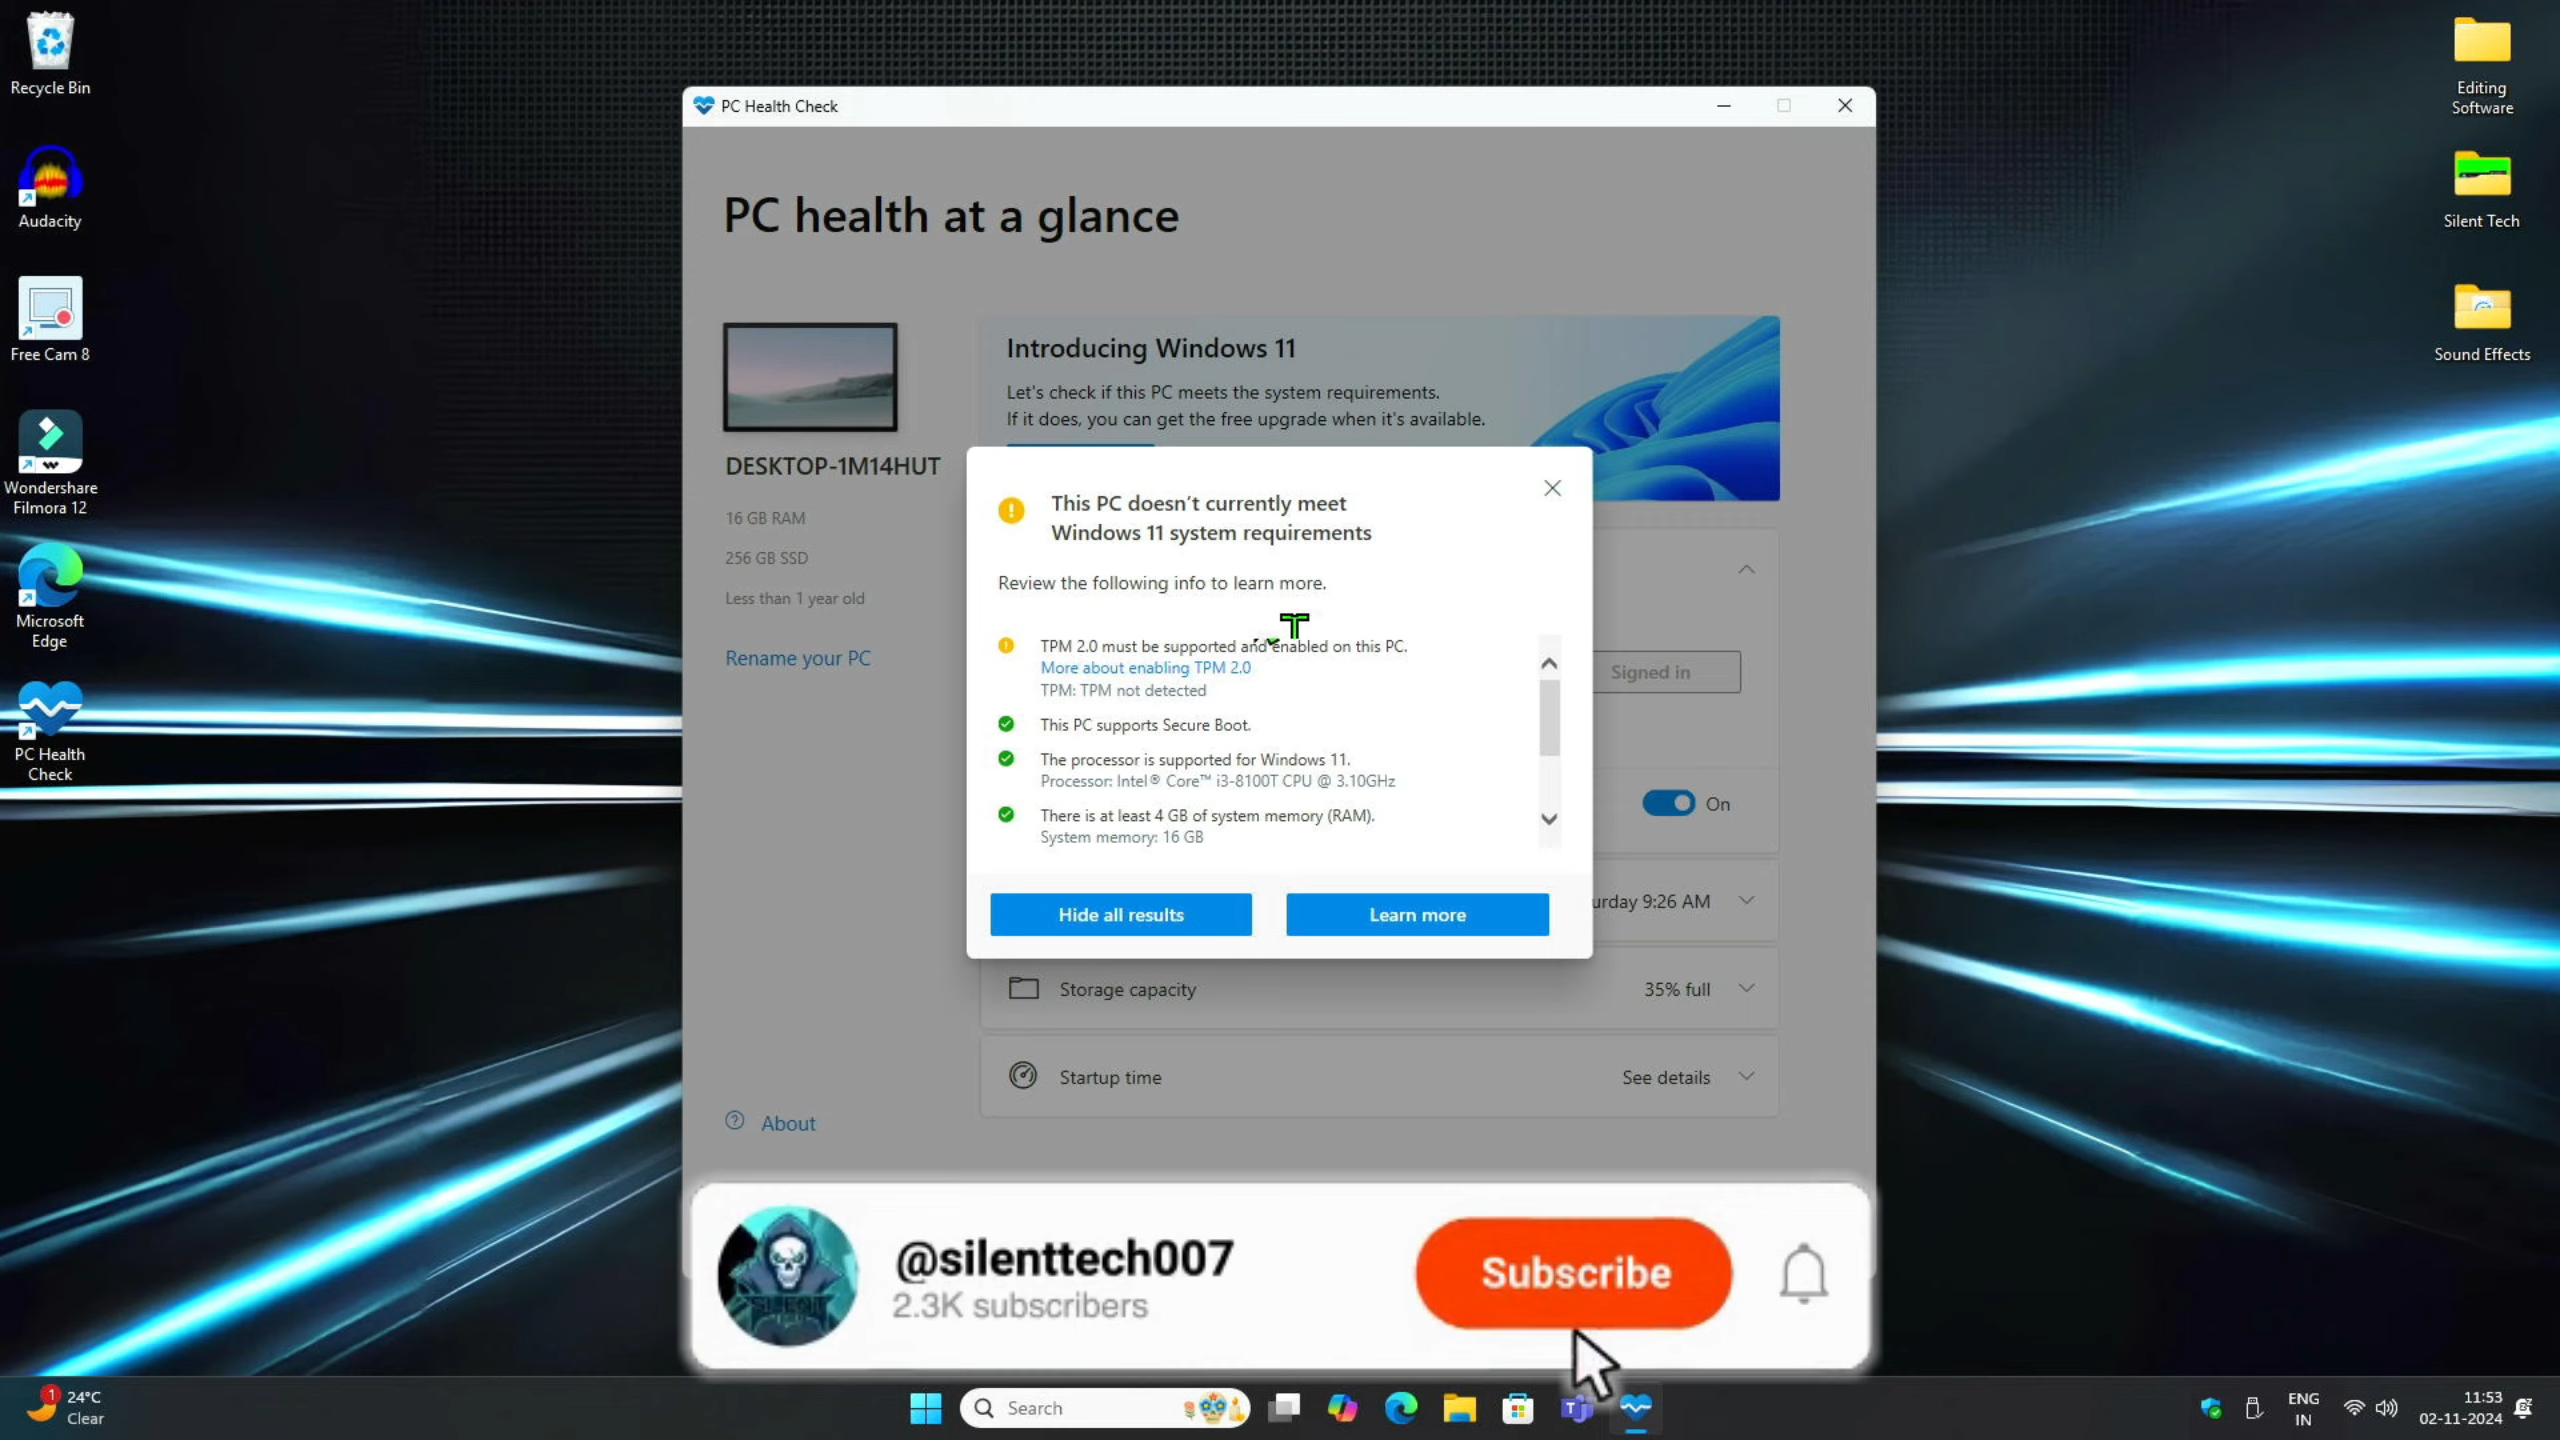 Recycle Bin
Audacity
Free Cam 8
Wondershare
Filmora 12
Microsoft
Edge
PC Health
Check
Editing
Software
Silent Tech
Sound Effects
PC Health Check
PC health at a glance
DESKTOP-1M14HUT
16 GB RAM
256 GB SSD
Less than 1 year old
Rename your PC
Introducing Windows 11
Let's check if this PC meets the system requirements.
If it does, you can get the free upgrade when it's available.
This PC doesn't currently meet
Windows 11 system requirements
Review the following info to learn more.
T
TPM 2.0 must be supported and enabled on this PC.
More about enabling TPM 2.0
TPM: TPM not detected
This PC supports Secure Boot.
The processor is supported for Windows 11.
Processor: Intel® Core™ i3-8100T CPU @ 3.10GHz
There is at least 4 GB of system memory (RAM).
System memory: 16 GB
Hide all results
Learn more
Signed in
On
urday 9:26 AM
Storage capacity
35% full
Startup time
See details
About
@silenttech007
2.3K subscribers
Subscribe
SILENT
1
24°C
Clear
Search
T
ENG
IN
11:53
02-11-2024